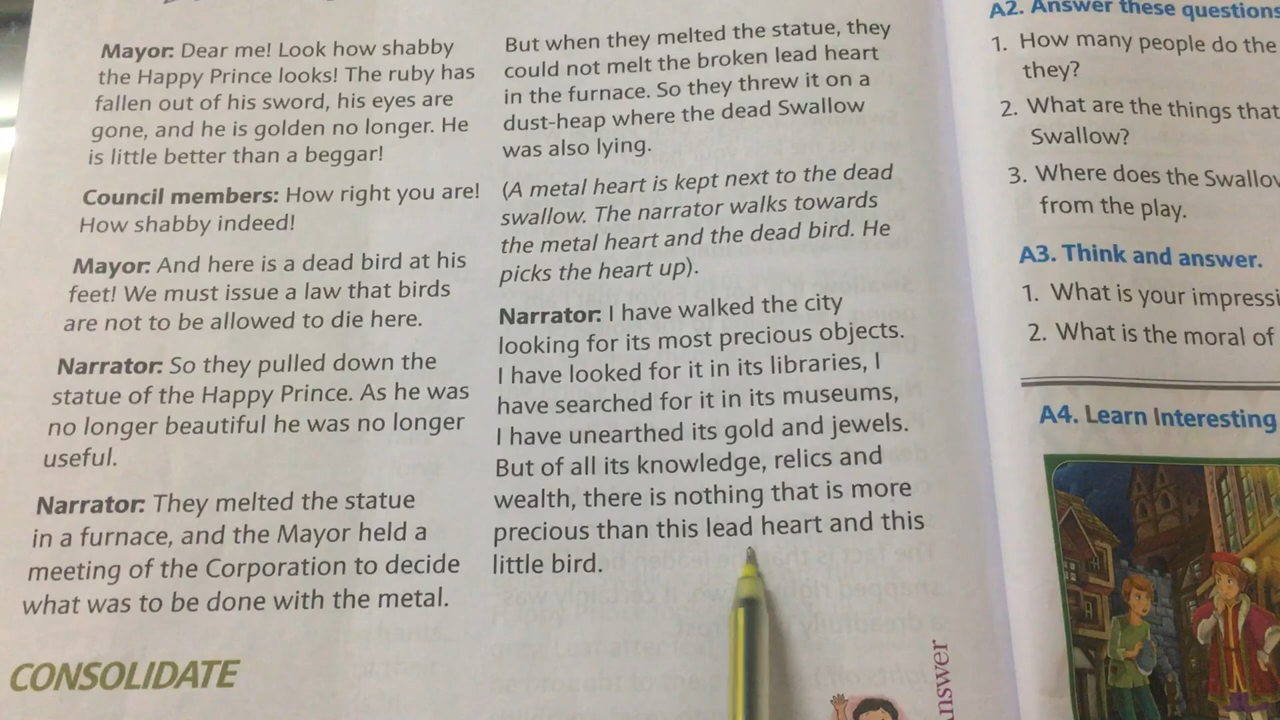 Mayor: Dear me! Look how shabby
the Happy Prince looks! The ruby has
fallen out of his sword, his eyes are
gone, and he is golden no longer. He
is little better than a beggar!
Council members: How right you are!
How shabby indeed!
Mayor: And here is a dead bird at his
feet! We must issue a law that birds
are not to be allowed to die here.
Narrator: So they pulled down the
statue of the Happy Prince. As he was
no longer beautiful he was no longer
useful.
Narrator: They melted the statue
in a furnace, and the Mayor held a
meeting of the Corporation to decide
what was to be done with the metal.
CONSOLIDATE
But when they melted the statue, they
could not melt the broken lead heart
in the furnace. So they threw it on a
dust-heap where the dead Swallow
was also lying.
(A metal heart is kept next to the dead
swallow. The narrator walks towards
the metal heart and the dead bird. He
picks the heart up).
Narrator: I have walked the city
looking for its most precious objects.
I have looked for it in its libraries, I
have searched for it in its museums,
I have unearthed its gold and jewels.
But of all its knowledge, relics and
wealth, there is nothing that is more
precious than this lead heart and this
little bird.
A2. Answer these questions
1. How many people do the
they?
2. What are the things that
Swallow?
3. Where does the
from the play.
A3. Think and answer.
1. What is your
2. What is the moral of
A4. Learn Interesting